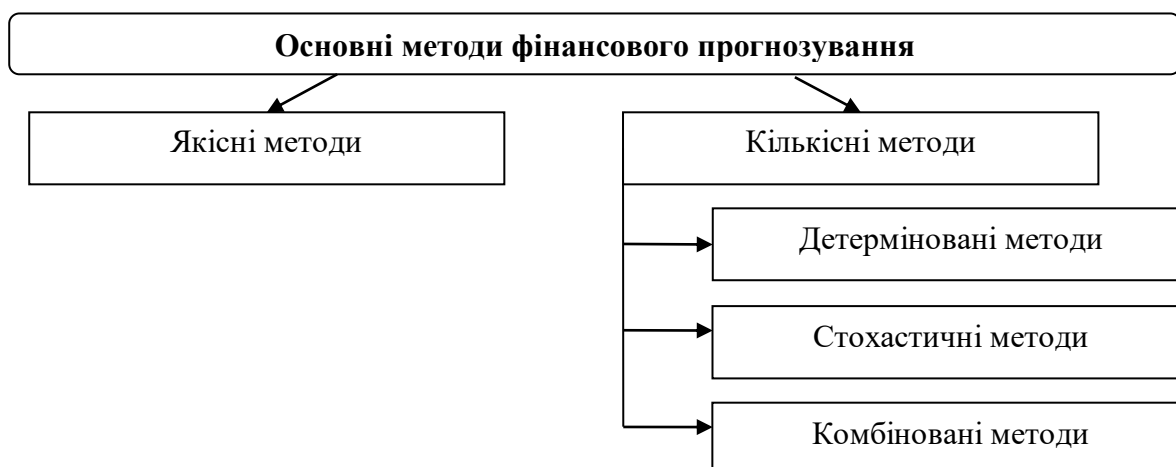 Основні методи фінансового прогнозування
Якісні методи
Кількісні методи
Детерміновані методи
Стохастичні методи
Комбіновані методи